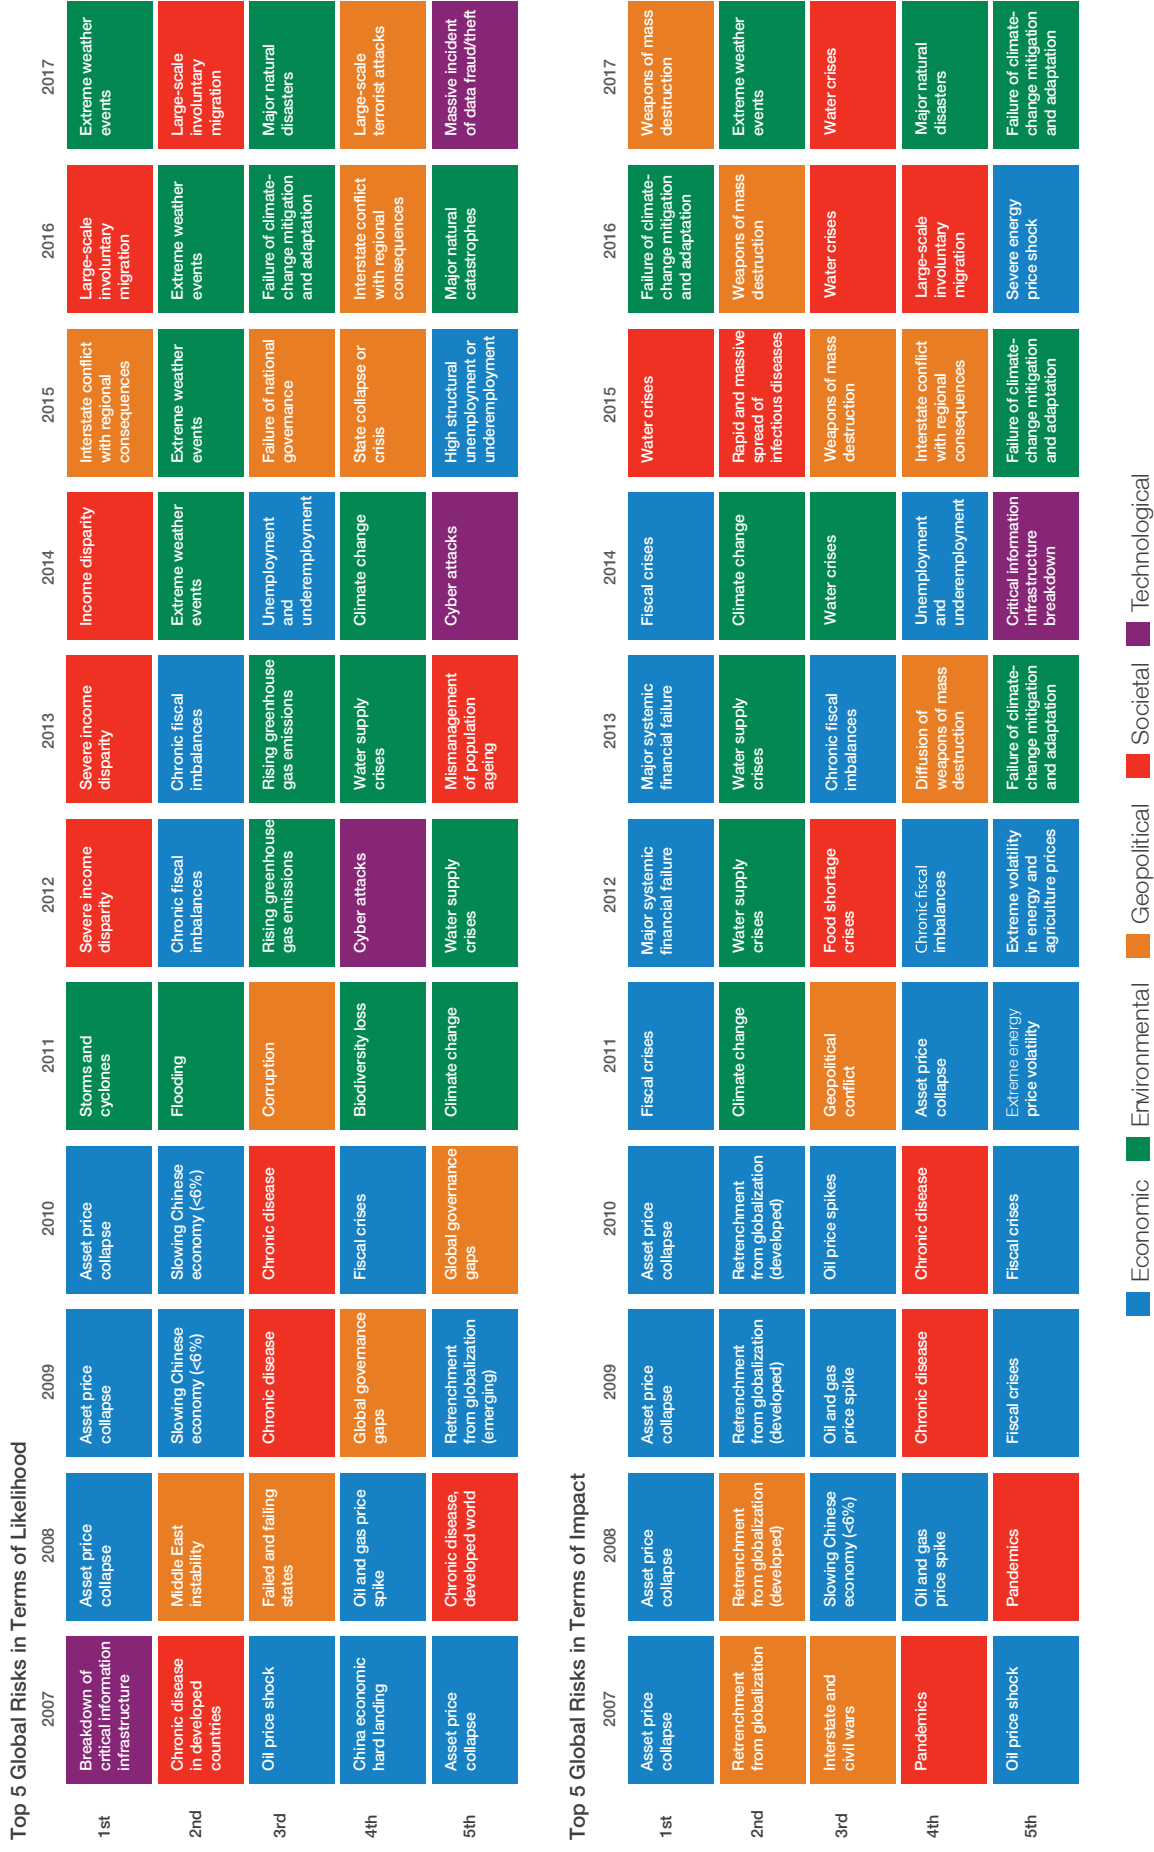 Top 5 Global Risks in Terms of Likelihood
2007
2008
2009
2010
2011
2012
2013
2014
2015
2016
2017
1st
Breakdown of
critical information
infrastructure
Asset price
collapse
Asset price
collapse
Asset price
collapse
Storms and
cyclones
Severe income
disparity
Severe income
disparity
Income disparity
Interstate conflict
with regional
consequences
Large-scale
involuntary
migration
Extreme weather
events
2nd
Chronic disease
in developed
countries
Middle East
instability
Slowing Chinese
economy (<6%)
Slowing Chinese
economy (<6%)
Flooding
Chronic fiscal
imbalances
Chronic fiscal
imbalances
Extreme weather
events
Extreme weather
events
Extreme weather
events
Large-scale
involuntary
migration
3rd
Oil price shock
Failed and failing
states
Chronic disease
Chronic disease
Corruption
Rising greenhouse
gas emissions
Rising greenhouse
gas emissions
Unemployment
and
underemployment
Failure of national
governance
Failure of climate-
change mitigation
and adaptation
Major natural
disasters
4th
China economic
hard landing
Oil and gas price
spike
Global governance
gaps
Fiscal crises
Biodiversity loss
Cyber attacks
Water supply
crises
Climate change
State collapse or
crisis
Interstate conflict
with regional
consequences
Large-scale
terrorist attacks
5th
Asset price
collapse
Chronic disease,
developed world
Retrenchment
from globalization
(emerging)
Global governance
gaps
Climate change
Water supply
crises
Mismanagement
of population
ageing
Cyber attacks
High structural
unemployment or
underemployment
Major natural
catastrophes
Massive incident
of data fraud/theft
Top 5 Global Risks in Terms of Impact
2007
2008
2009
2010
2011
2012
2013
2014
2015
2016
2017
1st
Asset price
collapse
Asset price
collapse
Asset price
collapse
Asset price
collapse
Fiscal crises
Major systemic
financial failure
Major systemic
financial failure
Fiscal crises
Water crises
Failure of climate-
change mitigation
and adaptation
Weapons of mass
destruction
2nd
Retrenchment
from globalization
Retrenchment
from globalization
(developed)
Retrenchment
from globalization
(developed)
Retrenchment
from globalization
(developed)
Climate change
Water supply
crises
Water supply
crises
Climate change
Rapid and massive
spread of
infectious diseases
Weapons of mass
destruction
Extreme weather
events
3rd
Interstate and
civil wars
Slowing Chinese
economy (<6%)
Oil and gas
price spike
Oil price spikes
Geopolitical
conflict
Food shortage
crises
Chronic fiscal
imbalances
Water crises
Weapons of mass
destruction
Water crises
Water crises
4th
Pandemics
Oil and gas
price spike
Chronic disease
Chronic disease
Asset price
collapse
Chronic fiscal
imbalances
Diffusion of
weapons of mass
destruction
Unemployment
and
underemployment
Interstate conflict
with regional
consequences
Large-scale
involuntary
migration
Major natural
disasters
5th
Oil price shock
Pandemics
Fiscal crises
Fiscal crises
Extreme energy
price volatility
Extreme volatility
in energy and
agriculture prices
Failure of climate-
change mitigation
and adaptation
Critical information
infrastructure
breakdown
Failure of climate-
change mitigation
and adaptation
Severe energy
price shock
Failure of climate-
change mitigation
and adaptation
Economic
Environmental
Geopolitical
Societal
Technological